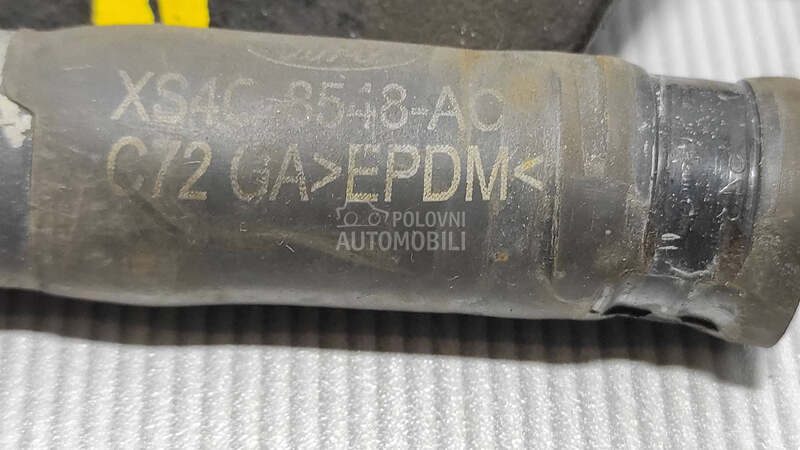 XS4C-8548-AC
C72 GA>EPDM<
POLOVNI
AUTOMOBILI